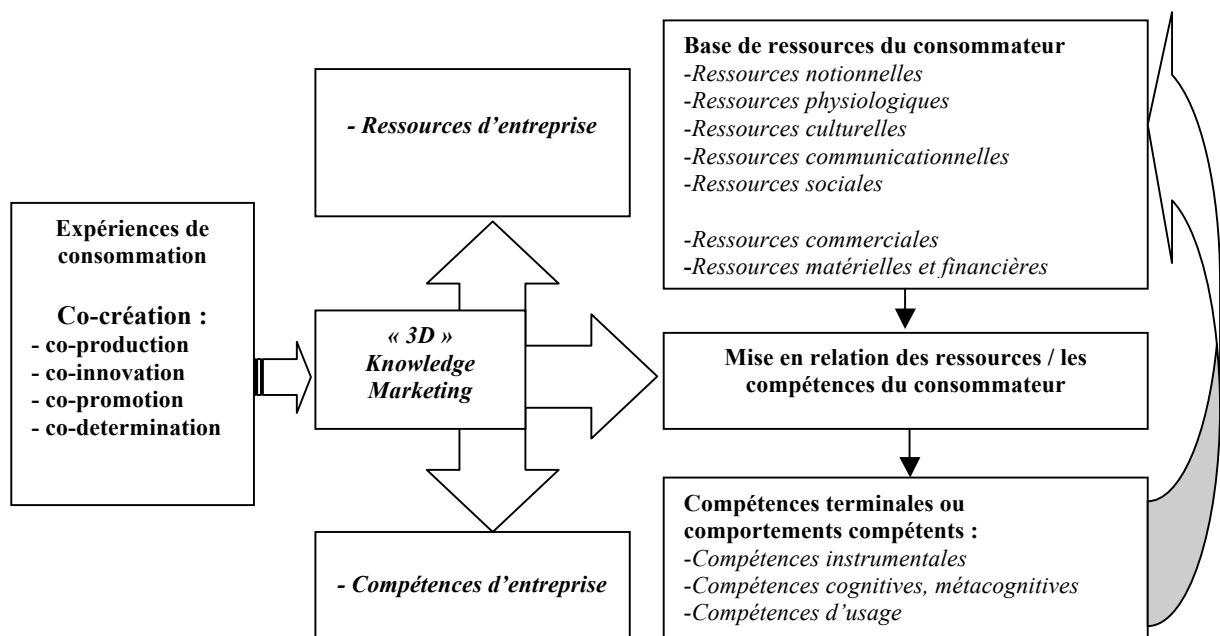 Expériences de
consommation
Co-création :
- co-production
- co-innovation
- co-promotion
- co-determination
- Ressources d’entreprise
« 3D »
Knowledge
Marketing
- Compétences d’entreprise
Base de ressources du consommateur
-Ressources notionnelles
-Ressources physiologiques
-Ressources culturelles
-Ressources communicationnelles
-Ressources sociales
-Ressources commerciales
-Ressources matérielles et financières
Mise en relation des ressources / les
compétences du consommateur
Compétences terminales ou
comportements compétents :
-Compétences instrumentales
-Compétences cognitives, métacognitives
-Compétences d’usage